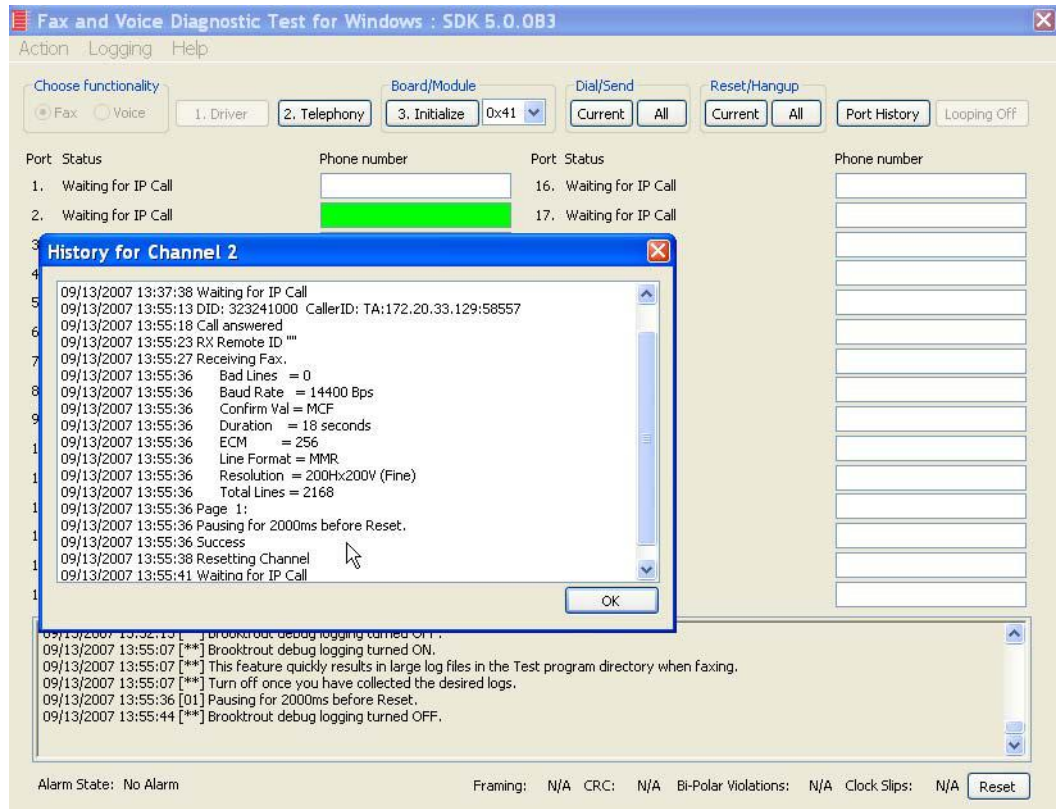 Fax and Voice Diagnostic Test for Windows : SDK 5.0.0B3
Action Logging Help
Choose functionality Board/Module Dial/Send Reset/Hangup
Fax Voice 1. Driver 2. Telephony 3. Initialize 0x41 Current All Current All Port History Looping Off
Port Status Phone number Port Status Phone number
1. Waiting for IP Call 16. Waiting for IP Call
2. Waiting for IP Call 17. Waiting for IP Call
History for Channel 2
09/13/2007 13:37:38 Waiting for IP Call
09/13/2007 13:55:13 DID: 323241000 CallerID: TA:172.20.33.129:58557
09/13/2007 13:55:18 Call answered
09/13/2007 13:55:23 RX Remote ID ""
09/13/2007 13:55:27 Receiving Fax.
09/13/2007 13:55:36 Bad Lines = 0
09/13/2007 13:55:36 Baud Rate = 14400 Bps
09/13/2007 13:55:36 Confirm Val = MCF
09/13/2007 13:55:36 Duration = 18 seconds
09/13/2007 13:55:36 ECM = 256
09/13/2007 13:55:36 Line Format = MMR
09/13/2007 13:55:36 Resolution = 200Hx200V (Fine)
09/13/2007 13:55:36 Total Lines = 2168
09/13/2007 13:55:36 Page 1:
09/13/2007 13:55:36 Pausing for 2000ms before Reset.
09/13/2007 13:55:36 Success
09/13/2007 13:55:38 Resetting Channel
09/13/2007 13:55:41 Waiting for IP Call
OK
09/13/2007 13:52:13 [**] Brooktrout debug logging turned OFF.
09/13/2007 13:55:07 [**] Brooktrout debug logging turned ON.
09/13/2007 13:55:07 [**] This feature quickly results in large log files in the Test program directory when faxing.
09/13/2007 13:55:07 [**] Turn off once you have collected the desired logs.
09/13/2007 13:55:36 [01] Pausing for 2000ms before Reset.
09/13/2007 13:55:44 [**] Brooktrout debug logging turned OFF.
Alarm State: No Alarm Framing: N/A CRC: N/A Bi-Polar Violations: N/A Clock Slips: N/A Reset